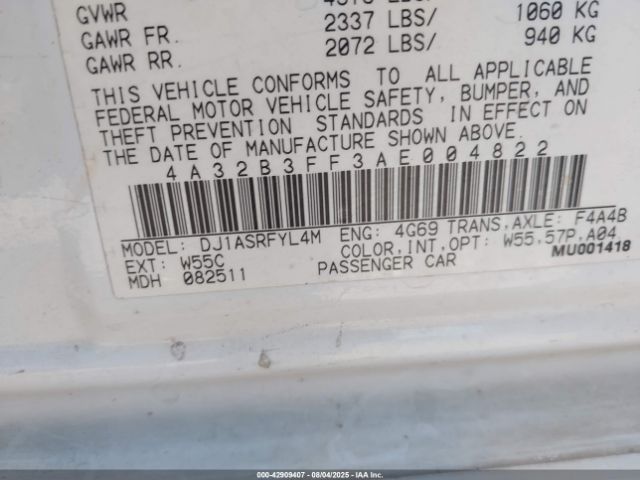 GVWR
GAWR FR. 2337 LBS/ 1060 KG
GAWR RR. 2072 LBS/ 940 KG
THIS VEHICLE CONFORMS TO ALL APPLICABLE
FEDERAL MOTOR VEHICLE SAFETY, BUMPER, AND
THEFT PREVENTION STANDARDS IN EFFECT ON
THE DATE OF MANUFACTURE SHOWN ABOVE.
4A32B3FF3AE004822
MODEL: DJ1ASRFYL4M ENG: 4G69 TRANS,AXLE: F4A4B
EXT: W55C COLOR,INT,OPT: W55,57P,A04
MDH 082511 PASSENGER CAR MU001418
000-42909407 - 08/04/2025 - IAA Inc.